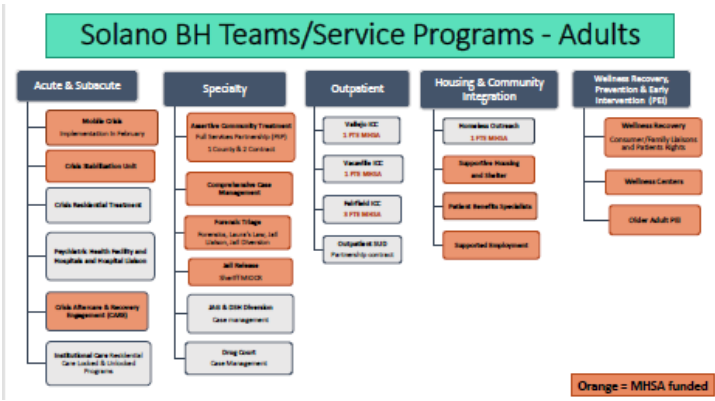 Solano BH Teams/Service Programs - Adults
Acute & Subacute
Mobile Crisis
Implementation in February
Crisis Stabilization Unit
Crisis Residential Treatment
Psychiatric Health Facility and
Hospitals and Hospital Liaison
Crisis Aftercare & Recovery
Engagement (CARE)
Institutional Care Residential
Care Locked & Unlocked
Programs
Specialty
Assertive Community Treatment
Full Services Partnership (FSP)
1 County & 2 Contract
Comprehensive Case
Management
Forensic Triage
Forensics, Laura's Law, Jail
Liaison, Jail Diversion
Jail Release
Sheriff MIOCR
& DSH Diversion
Case management
Drug Court
Case Management
Outpatient
Vallejo ICC
1 FTE MHSA
Vacaville ICC
1 FTE MHSA
Fairfield ICC
FTE MHSA
Outpatient SUD
Partnership contract
Housing & Community
Integration
Homeless Outreach
1 FTE MHSA
Supportive Housing
and Shelter
Patient Benefits Specialists
Supported Employment
Wellness Recovery,
Prevention & Early
Intervention (PEI)
Wellness Recovery
Consumer/Family Liaisons
and Patients Rights
Wellness Centers
Older Adult PEI
Orange = MHSA funded